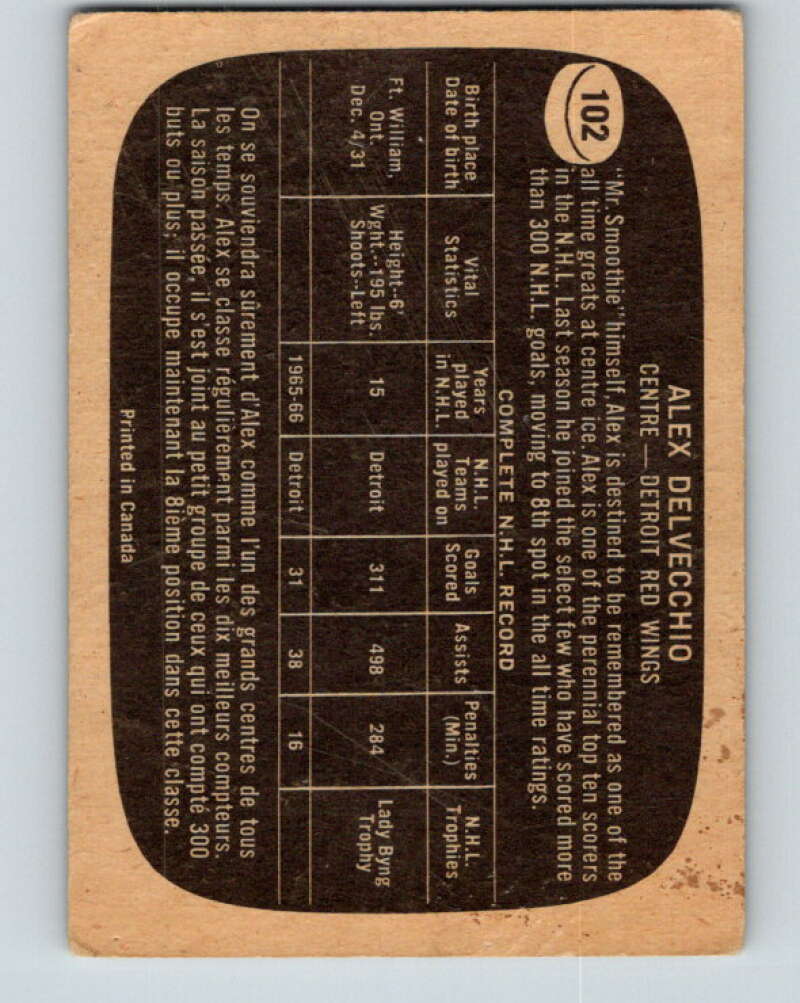 102
ALEX DELVECCHIO
CENTRE — DETROIT RED WINGS
"Mr. Smoothie" himself, Alex is destined to be remembered as one of the
all time greats at centre ice. Alex is one of the perennial top ten scorers
in the N.H.L. Last season he joined the select few who have scored more
than 300 N.H.L. goals, moving to 8th spot in the all time ratings.
COMPLETE N.H.L. RECORD
Birth place Vital Years N.H.L. Goals Assists Penalties N.H.L.
Date of birth Statistics played Teams Scored (Min.) Trophies
in N.H.L. played on
Ft. William, Height--6' 15 Detroit 311 498 284 Lady Byng
Ont. Wght.--195 lbs. Trophy
Dec. 4/31 Shoots--Left
1965-66 Detroit 31 38 16
On se souviendra sûrement d'Alex comme l'un des grands centres de tous
les temps. Alex se classe régulièrement parmi les dix meilleurs compteurs.
La saison passée, il s'est joint au petit groupe de ceux qui ont compté 300
buts ou plus; il occupe maintenant la 8ième position dans cette classe.
Printed in Canada